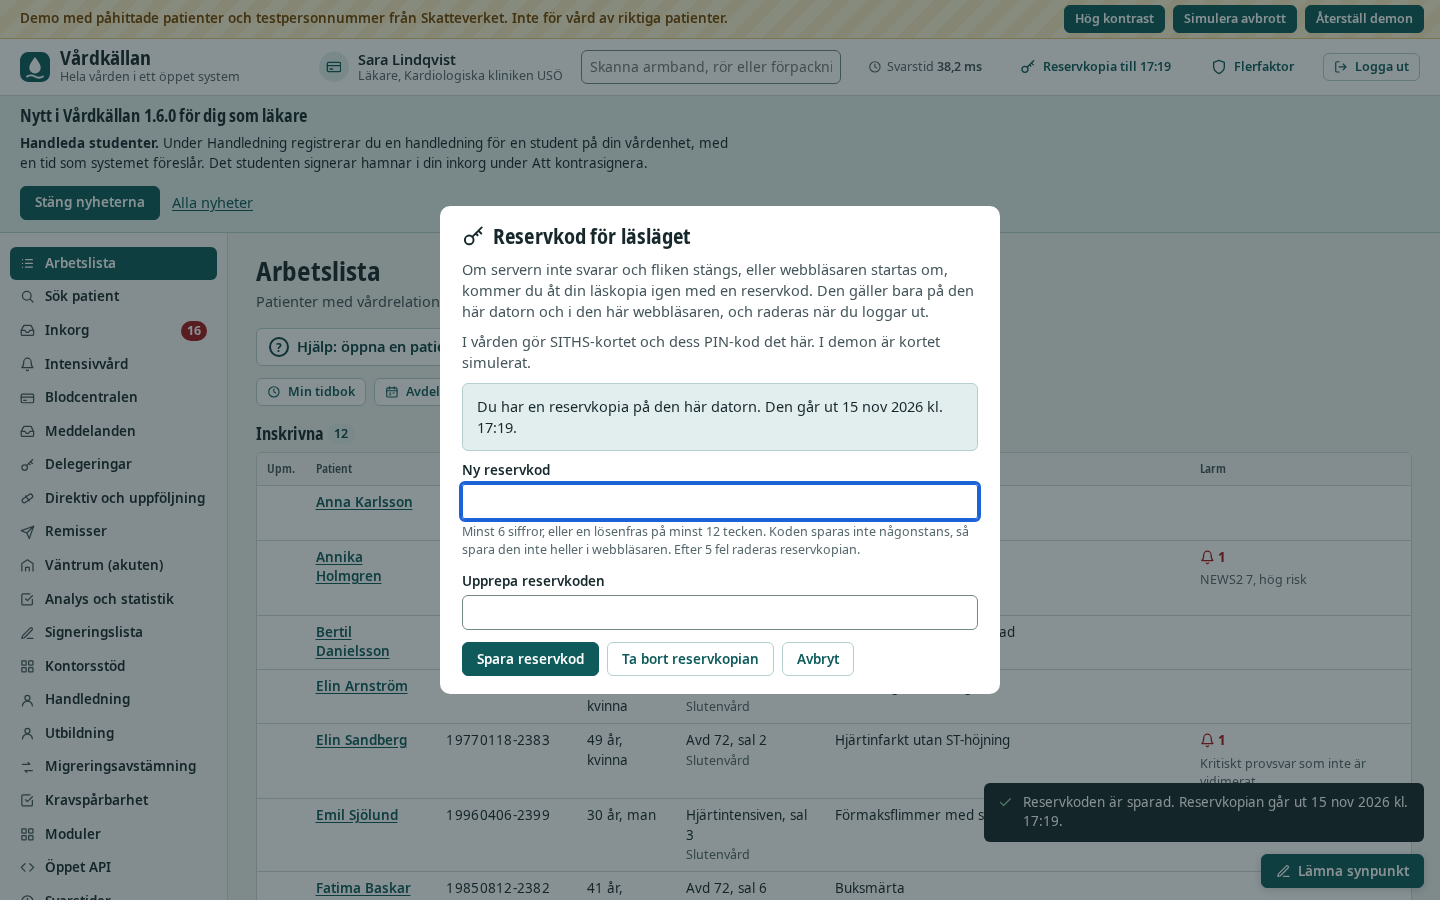 Demo med påhittade patienter och testpersonnummer från Skatteverket. Inte för vård av riktiga patienter.
Hög kontrast
Simulera avbrott
Återställ demon
Vårdkällan
Hela vården i ett öppet system
Sara Lindqvist
Läkare, Kardiologiska kliniken USÖ
Skanna armband, rör eller förpackni
Svarstid 38,2 ms
Reservkopia till 17:19
Flerfaktor
Logga ut
Nytt i Vårdkällan 1.6.0 för dig som läkare
Handleda studenter. Under Handledning registrerar du en handledning för en student på din vårdenhet, med
en tid som systemet föreslår. Det studenten signerar hamnar i din inkorg under Att kontrasignera.
Stäng nyheterna
Alla nyheter
Arbetslista
Sök patient
Inkorg
16
Intensivvård
Blodcentralen
Meddelanden
Delegeringar
Direktiv och uppföljning
Remisser
Väntrum (akuten)
Analys och statistik
Signeringslista
Kontorsstöd
Handledning
Utbildning
Migreringsavstämning
Kravspårbarhet
Moduler
Öppet API
Svarstider
Arbetslista
Patienter med vårdrelation
Hjälp: öppna en patie
Min tidbok
Avdel
Inskrivna 12
Upm.
Patient
Larm
Anna Karlsson
Annika
Holmgren
1
NEWS2 7, hög risk
Bertil
Danielsson
ad
Elin Arnström
kvinna
Slutenvård
Elin Sandberg
19770118-2383
49 år,
kvinna
Avd 72, sal 2
Slutenvård
Hjärtinfarkt utan ST-höjning
1
Kritiskt provsvar som inte är
vidimerat
Emil Sjölund
19960406-2399
30 år, man
Hjärtintensiven, sal
3
Slutenvård
Förmaksflimmer med s
Fatima Baskar
19850812-2382
41 år,
Avd 72, sal 6
Buksmärta
Reservkod för läsläget
Om servern inte svarar och fliken stängs, eller webbläsaren startas om,
kommer du åt din läskopia igen med en reservkod. Den gäller bara på den
här datorn och i den här webbläsaren, och raderas när du loggar ut.
I vården gör SITHS-kortet och dess PIN-kod det här. I demon är kortet
simulerat.
Du har en reservkopia på den här datorn. Den går ut 15 nov 2026 kl.
17:19.
Ny reservkod
Minst 6 siffror, eller en lösenfras på minst 12 tecken. Koden sparas inte någonstans, så
spara den inte heller i webbläsaren. Efter 5 fel raderas reservkopian.
Upprepa reservkoden
Spara reservkod
Ta bort reservkopian
Avbryt
Reservkoden är sparad. Reservkopian går ut 15 nov 2026 kl.
17:19.
Lämna synpunkt